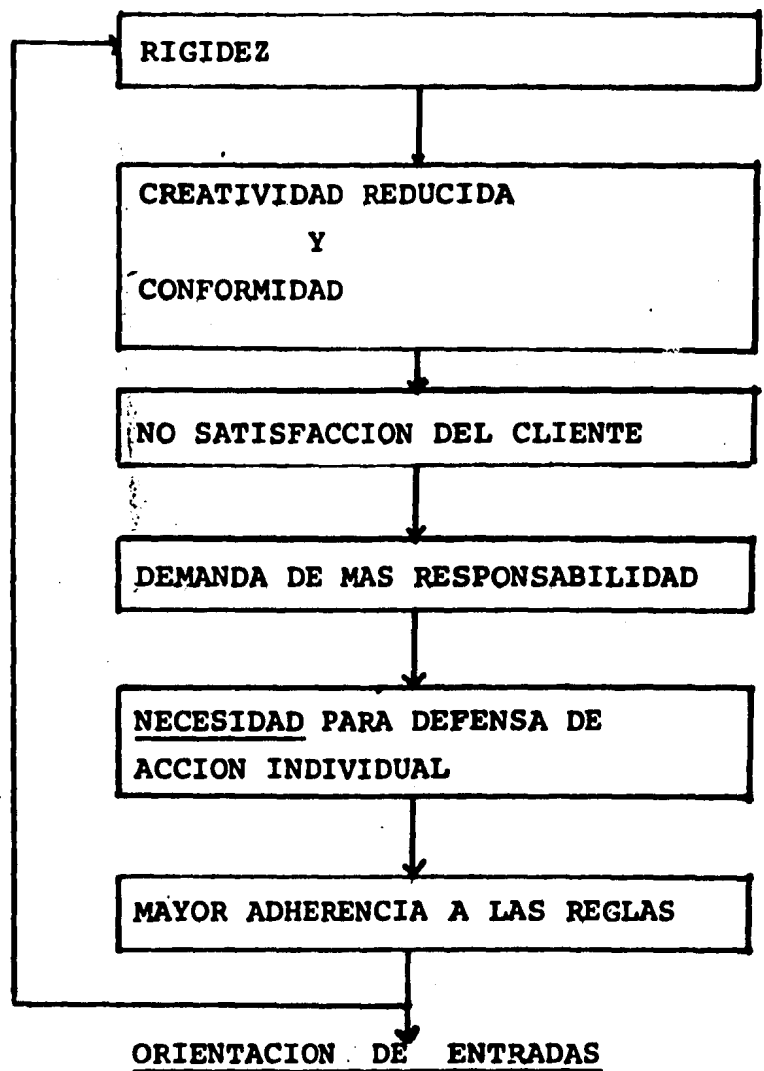 RIGIDEZ
CREATIVIDAD REDUCIDA
Y
CONFORMIDAD
NO SATISFACCION DEL CLIENTE
DEMANDA DE MAS RESPONSABILIDAD
NECESIDAD PARA DEFENSA DE
ACCION INDIVIDUAL
MAYOR ADHERENCIA A LAS REGLAS
ORIENTACION DE ENTRADAS